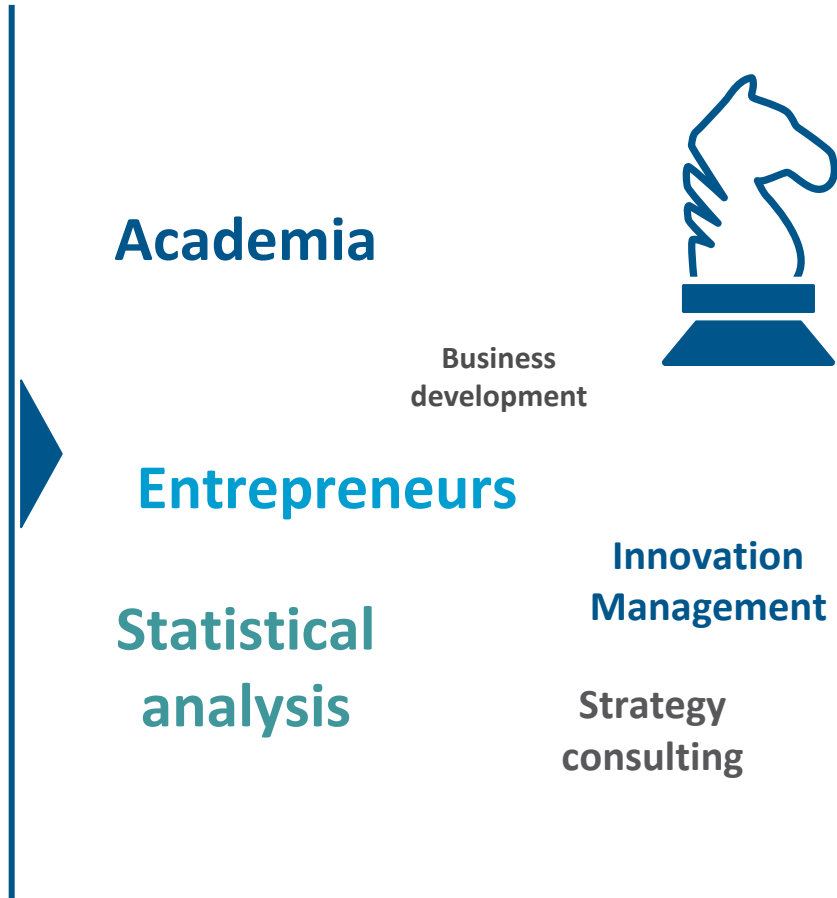 Academia
Business
development
Entrepreneurs
Innovation
Management
Statistical
analysis
Strategy
consulting